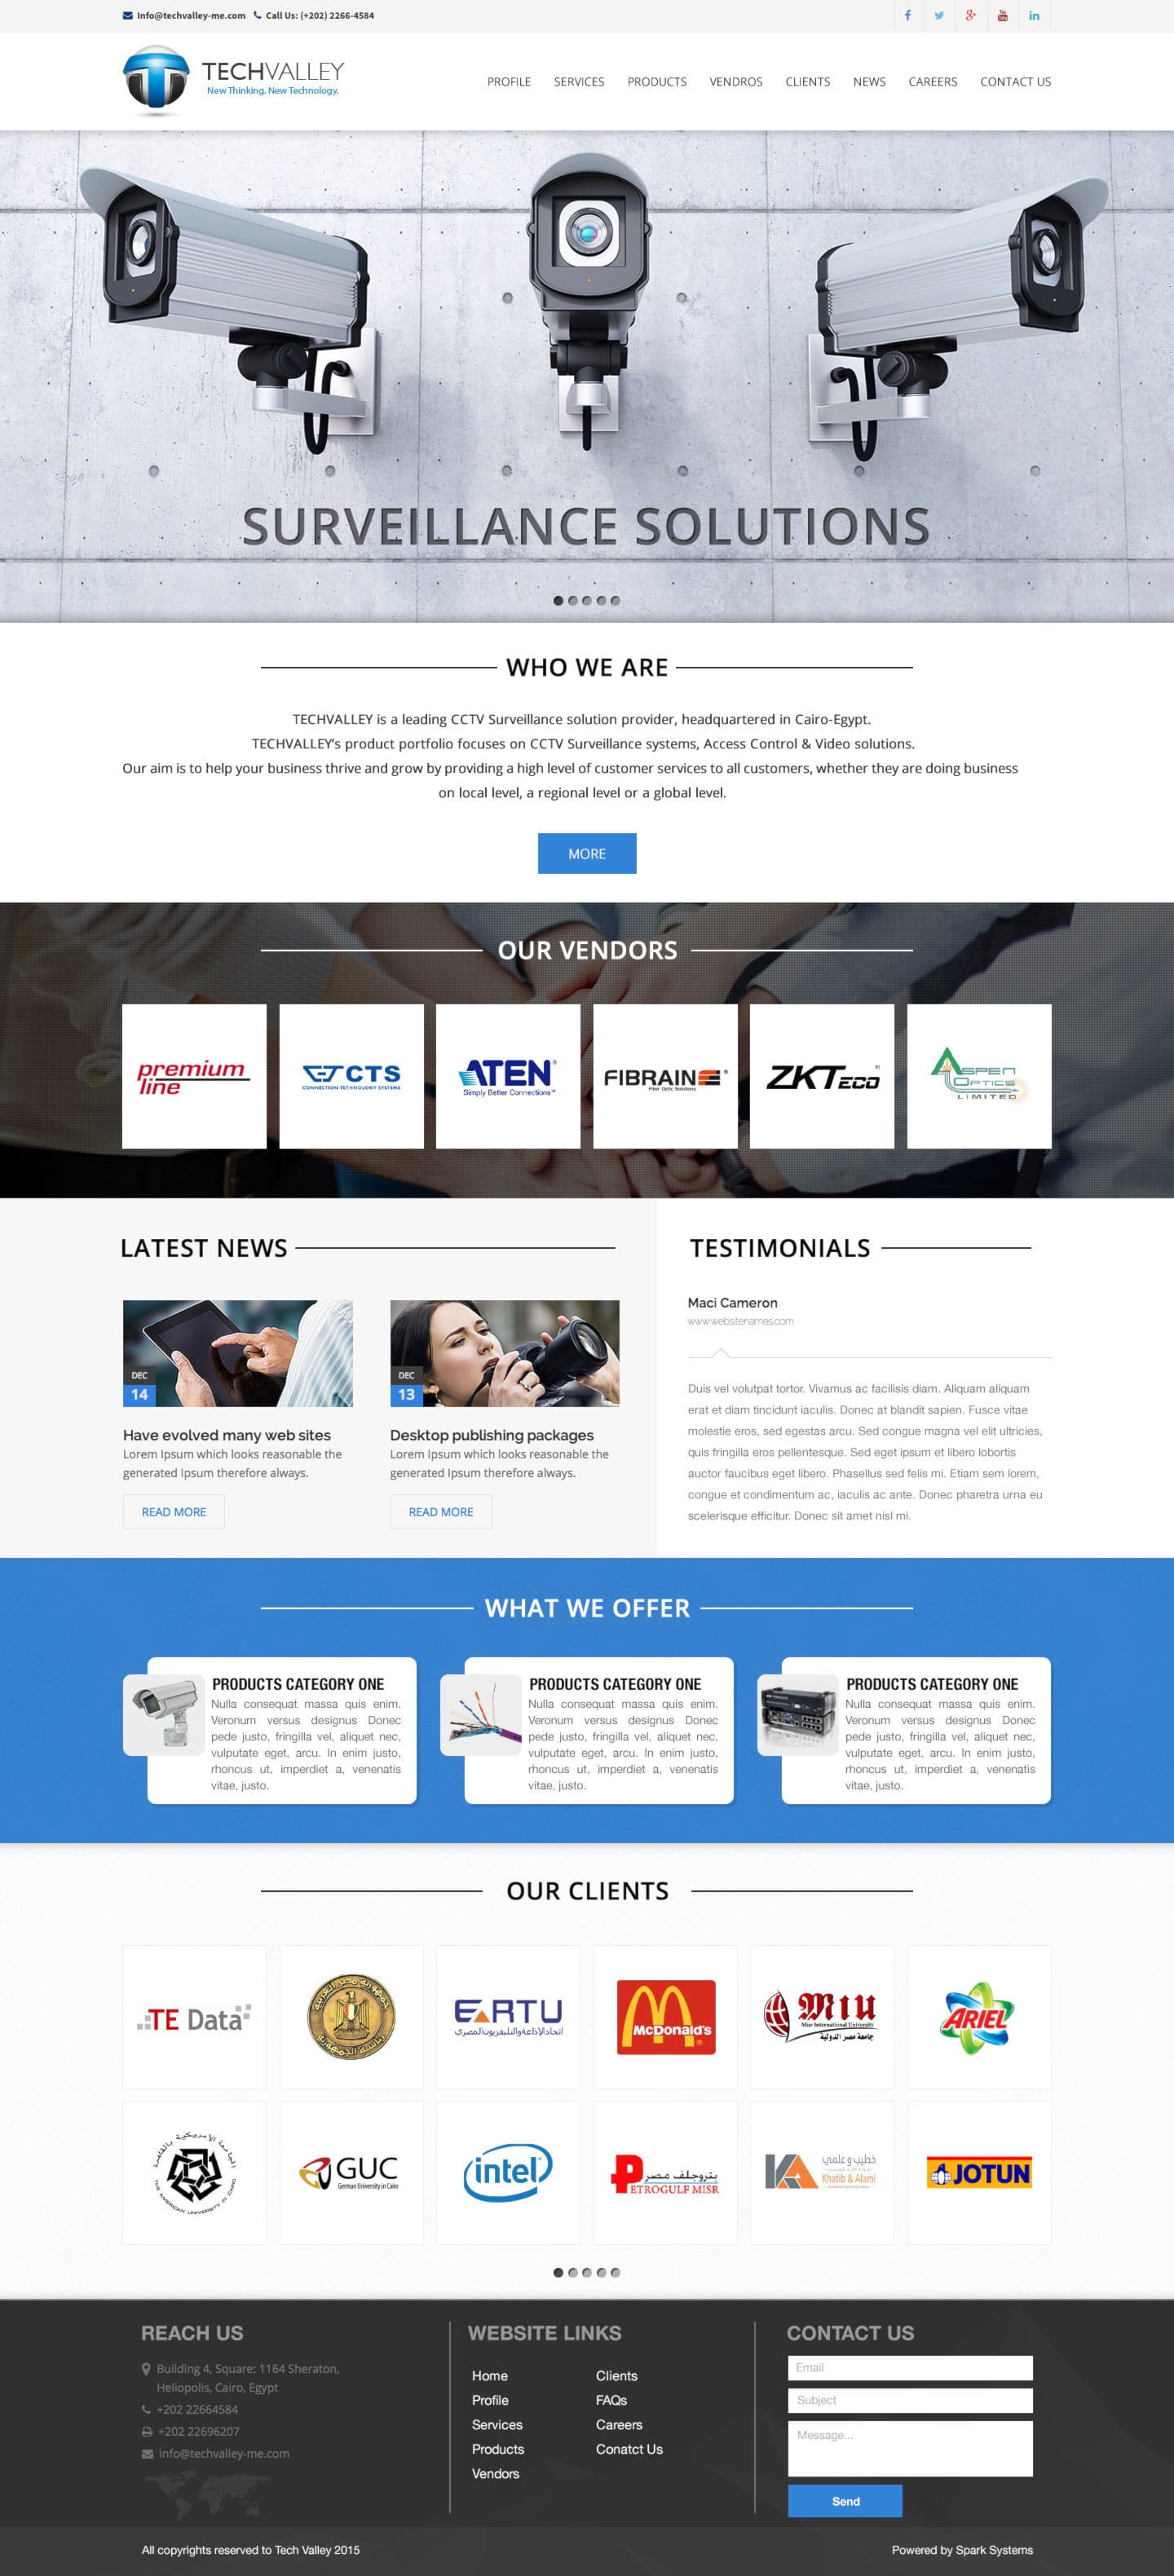 Info@techvalley-me.com Call Us: (+202) 2266-4584
TECHVALLEY
New Thinking. New Technology.
PROFILE SERVICES PRODUCTS VENDROS CLIENTS NEWS CAREERS CONTACT US
SURVEILLANCE SOLUTIONS
WHO WE ARE
TECHVALLEY is a leading CCTV Surveillance solution provider, headquartered in Cairo-Egypt.
TECHVALLEY's product portfolio focuses on CCTV Surveillance systems, Access Control & Video solutions.
Our aim is to help your business thrive and grow by providing a high level of customer services to all customers, whether they are doing business
on local level, a regional level or a global level.
MORE
OUR VENDORS
premium
line
CTS
CONNECTION TECHNOLOGY SYSTEMS
ATEN
Simply Better Connections™
FIBRAIN
Fiber Optic Solutions
ZKTeco
ASPEN
OPTICS
LIMITED
LATEST NEWS
DEC
14
Have evolved many web sites
Lorem Ipsum which looks reasonable the
generated Ipsum therefore always.
READ MORE
DEC
13
Desktop publishing packages
Lorem Ipsum which looks reasonable the
generated Ipsum therefore always.
READ MORE
TESTIMONIALS
Maci Cameron
www.websitenames.com
Duis vel volutpat tortor. Vivamus ac facilisis diam. Aliquam aliquam
erat et diam tincidunt iaculis. Donec at blandit sapien. Fusce vitae
molestie eros, sed egestas arcu. Sed congue magna vel elit ultricies,
quis fringilla eros pellentesque. Sed eget ipsum et libero lobortis
auctor faucibus eget libero. Phasellus sed felis mi. Etiam sem lorem,
congue et condimentum ac, iaculis ac ante. Donec pharetra urna eu
scelerisque efficitur. Donec sit amet nisl mi.
WHAT WE OFFER
PRODUCTS CATEGORY ONE
Nulla consequat massa quis enim.
Veronum versus designus Donec
pede justo, fringilla vel, aliquet nec,
vulputate eget, arcu. In enim justo,
rhoncus ut, imperdiet a, venenatis
vitae, justo.
PRODUCTS CATEGORY ONE
Nulla consequat massa quis enim.
Veronum versus designus Donec
pede justo, fringilla vel, aliquet nec,
vulputate eget, arcu. In enim justo,
rhoncus ut, imperdiet a, venenatis
vitae, justo.
PRODUCTS CATEGORY ONE
Nulla consequat massa quis enim.
Veronum versus designus Donec
pede justo, fringilla vel, aliquet nec,
vulputate eget, arcu. In enim justo,
rhoncus ut, imperdiet a, venenatis
vitae, justo.
OUR CLIENTS
TE Data
جمهورية مصر العربية
رئاسة الجمهورية
ERTU
اتحاد الإذاعة والتليفزيون المصرى
McDonald's
MIU
Misr International University
جامعة مصر الدولية
ARIEL
الجامعة الأمريكية بالقاهرة
THE AMERICAN UNIVERSITY IN CAIRO
GUC
German University in Cairo
intel
بتروجلف مصر
PETROGULF MISR
KA
خطيب وعلمي
Khatib & Alami
JOTUN
REACH US
Building 4, Square: 1164 Sheraton,
Heliopolis, Cairo, Egypt
+202 22664584
+202 22696207
info@techvalley-me.com
WEBSITE LINKS
Home
Profile
Services
Products
Vendors
Clients
FAQs
Careers
Conatct Us
CONTACT US
Email
Subject
Message...
Send
All copyrights reserved to Tech Valley 2015
Powered by Spark Systems